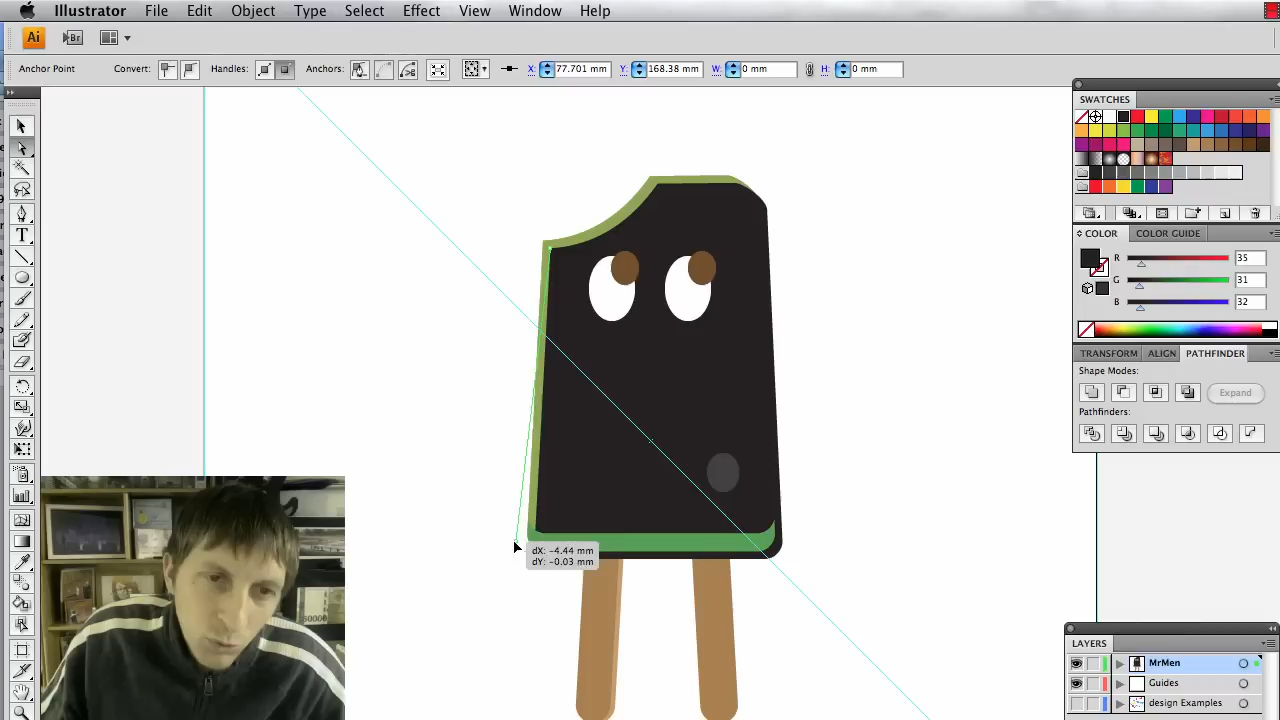 Illustrator File Edit Object Type Select Effect View Window Help
Ai Br
Anchor Point Convert: Handles: Anchors: X: 77.701 mm Y: 168.38 mm W: 0 mm H: 0 mm
SWATCHES
COLOR COLOR GUIDE
R 35
G 31
B 32
TRANSFORM ALIGN PATHFINDER
Shape Modes:
Expand
Pathfinders:
T
dX: -4.44 mm
dY: -0.03 mm
LAYERS
MrMen
Guides
design Examples